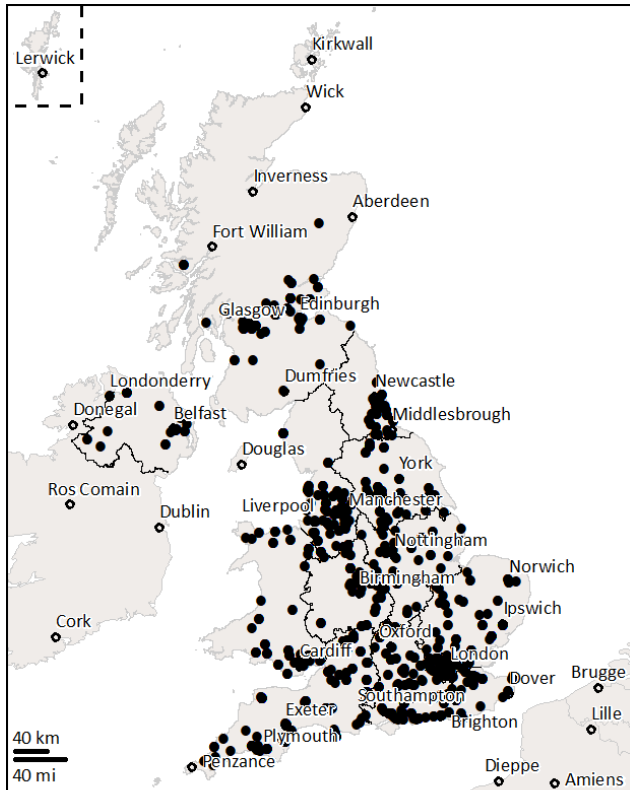 Kirkwall
Lerwick
Wick
Inverness
Aberdeen
Fort William
Glasgow
Edinburgh
Londonderry
Dumfries
Newcastle
Donegal
Belfast
Middlesbrough
Douglas
York
Ros Comain
Liverpool
Manchester
Dublin
Nottingham
Norwich
Birmingham
Ipswich
Cork
Oxford
Cardiff
London
Dover
Brugge
Southampton
Exeter
Brighton
Lille
Plymouth
40 km
Penzance
40 mi
Dieppe
Amiens